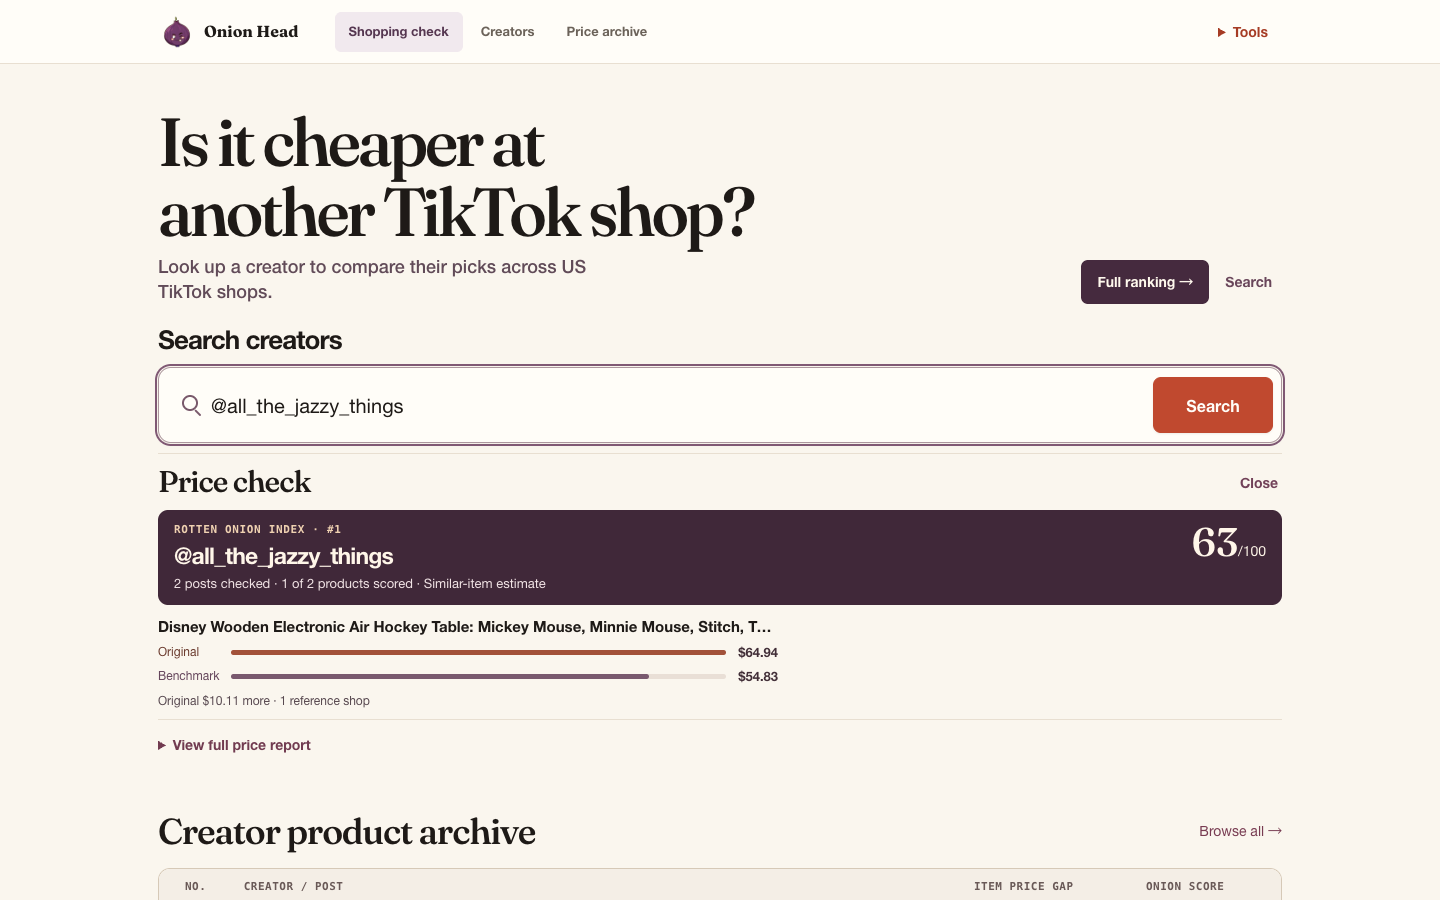 Onion Head
Shopping check
Creators
Price archive
Tools
Is it cheaper at
another TikTok shop?
Look up a creator to compare their picks across US
TikTok shops.
Full ranking →
Search
Search creators
@all_the_jazzy_things
Search
Price check
Close
ROTTEN ONION INDEX · #1
@all_the_jazzy_things
63/100
2 posts checked · 1 of 2 products scored · Similar-item estimate
Disney Wooden Electronic Air Hockey Table: Mickey Mouse, Minnie Mouse, Stitch, T…
Original $64.94
Benchmark $54.83
Original $10.11 more · 1 reference shop
View full price report
Creator product archive
Browse all →
NO. CREATOR / POST ITEM PRICE GAP ONION SCORE